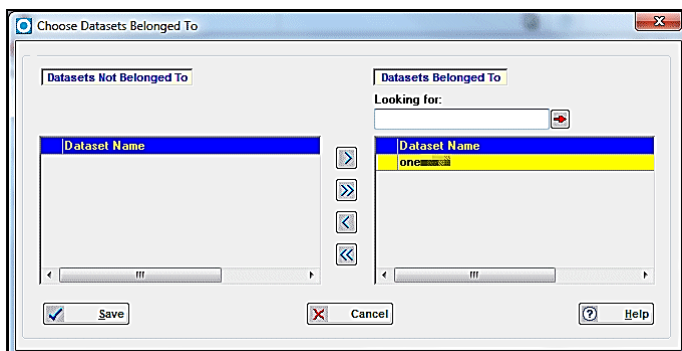 Choose Datasets Belonged To
Datasets Not Belonged To
Datasets Belonged To
Looking for:
Dataset Name
Dataset Name
Save
Cancel
Help